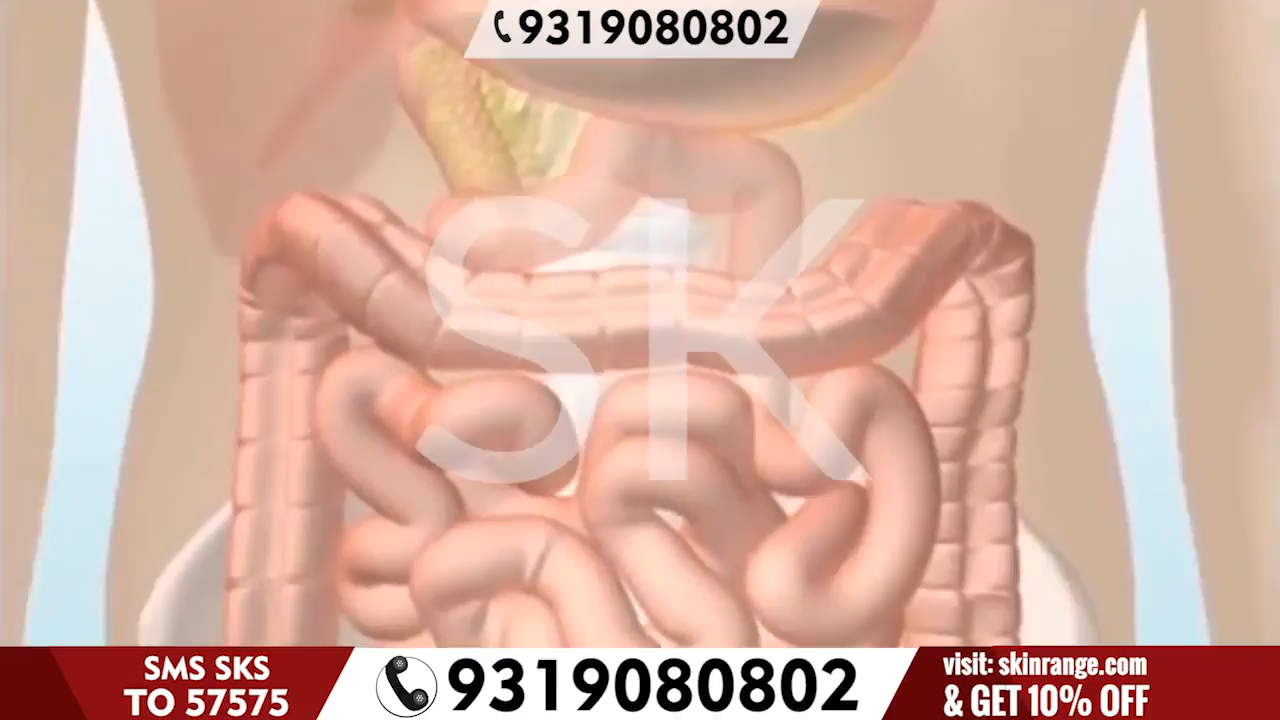 9319080802
SK
SMS SKS
TO 57575
9319080802
visit: skinrange.com
& GET 10% OFF